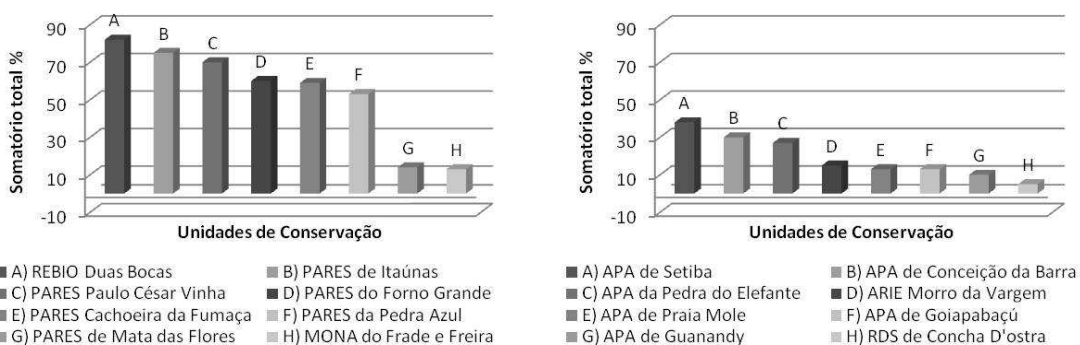 90
70
50
30
10
-10
Somatório total %
A
B
C
D
E
F
G
H
Unidades de Conservação
A) REBIO Duas Bocas
B) PARES de Itaúnas
C) PARES Paulo César Vinha
D) PARES do Forno Grande
E) PARES Cachoeira da Fumaça
F) PARES da Pedra Azul
G) PARES de Mata das Flores
H) MONA do Frade e Freira
90
70
50
30
10
-10
Somatório total %
A
B
C
D
E
F
G
H
Unidades de Conservação
A) APA de Setiba
B) APA de Conceição da Barra
C) APA da Pedra do Elefante
D) ARIE Morro da Vargem
E) APA de Praia Mole
F) APA de Goiapabaçú
G) APA de Guanandy
H) RDS de Concha D'ostra